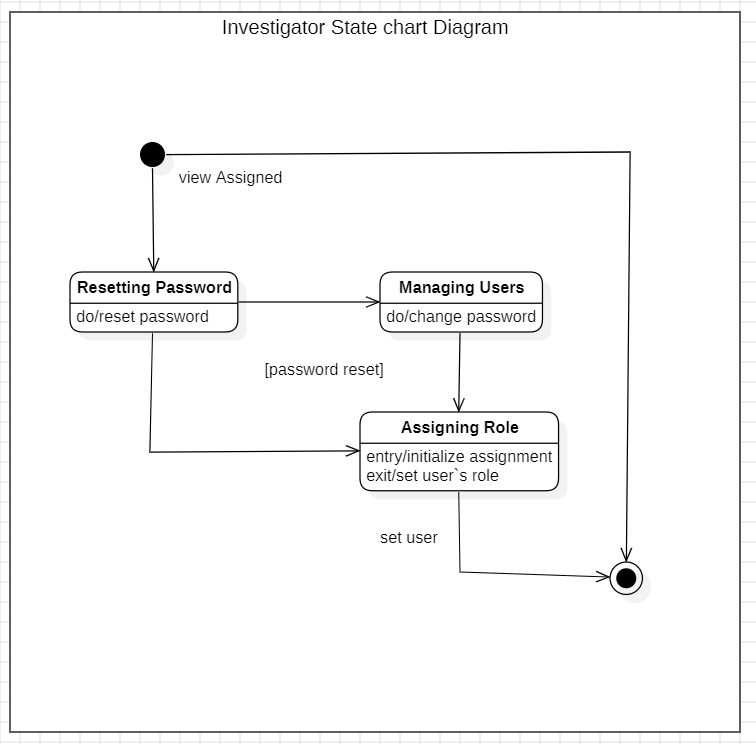 Investigator State chart Diagram
view Assigned
Resetting Password
do/reset password
Managing Users
do/change password
[password reset]
Assigning Role
entry/initialize assignment
exit/set user`s role
set user